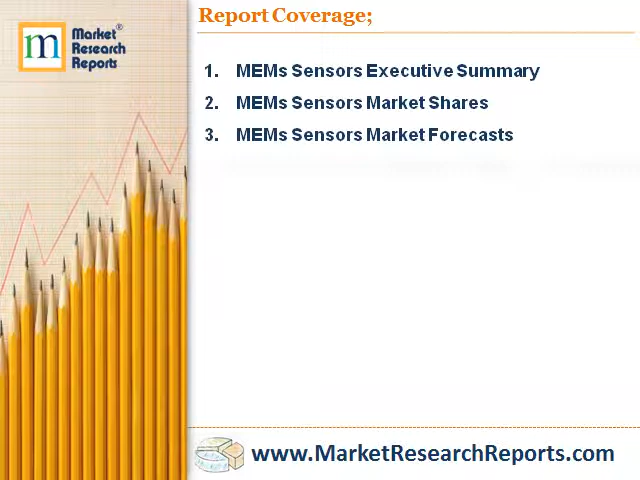 Report Coverage;
m
Market®
Research
Reports
1. MEMs Sensors Executive Summary
2. MEMs Sensors Market Shares
3. MEMs Sensors Market Forecasts
www.MarketResearchReports.com